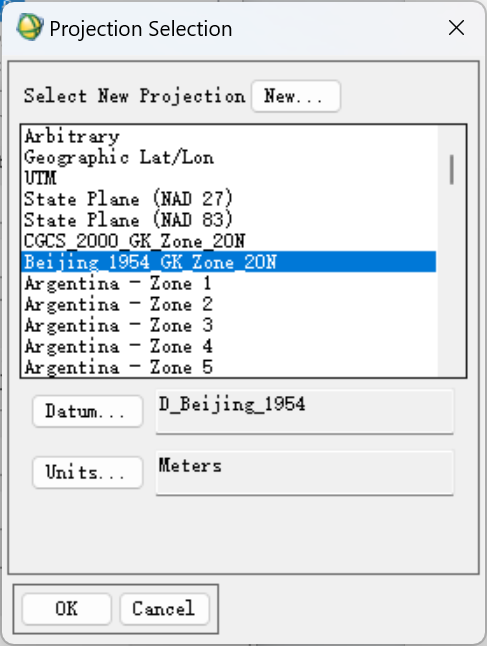 Projection Selection
Select New Projection New...
Arbitrary
Geographic Lat/Lon
UTM
State Plane (NAD 27)
State Plane (NAD 83)
CGCS_2000_GK_Zone_20N
Beijing_1954_GK_Zone_20N
Argentina - Zone 1
Argentina - Zone 2
Argentina - Zone 3
Argentina - Zone 4
Argentina - Zone 5
Datum... D_Beijing_1954
Units... Meters
OK Cancel